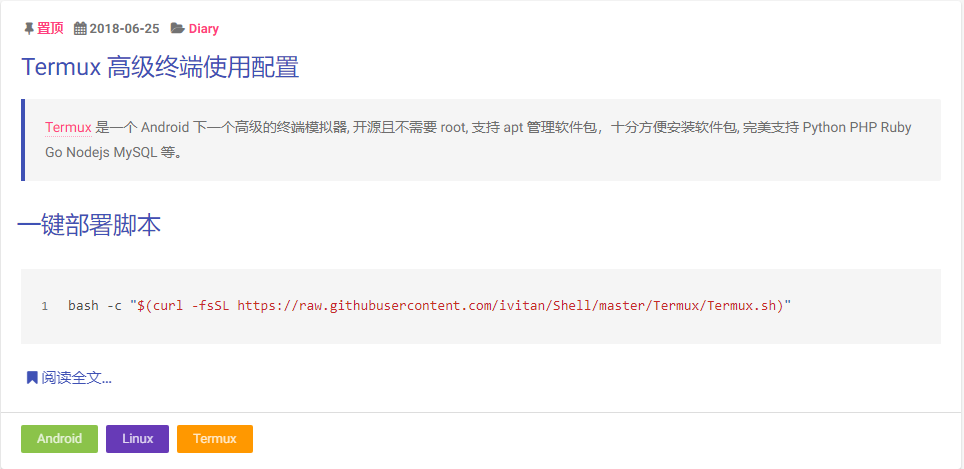 置顶 2018-06-25 Diary
Termux 高级终端使用配置
Termux 是一个 Android 下一个高级的终端模拟器, 开源且不需要 root, 支持 apt 管理软件包，十分方便安装软件包, 完美支持 Python PHP Ruby
Go Nodejs MySQL 等。
一键部署脚本
1 bash -c "$(curl -fsSL https://raw.githubusercontent.com/ivitan/Shell/master/Termux/Termux.sh)"
阅读全文...
Android Linux Termux